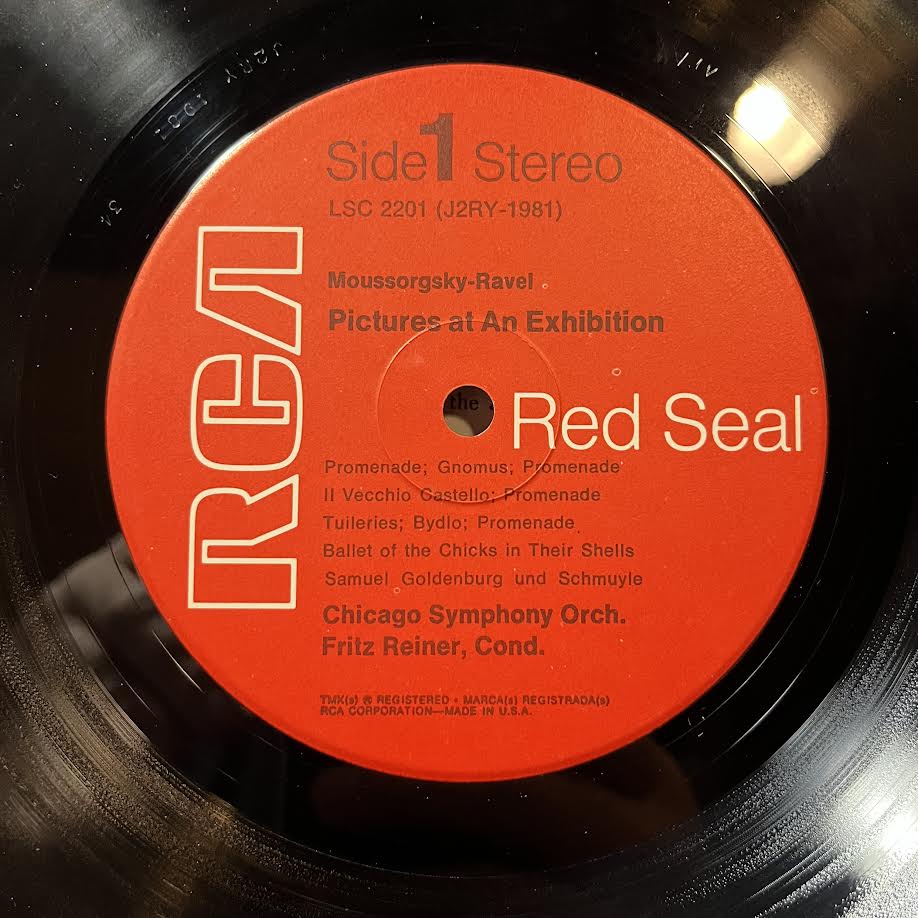 J2RY 1981
Side 1 Stereo
LSC 2201 (J2RY-1981)
RCA
Moussorgsky-Ravel
Pictures at An Exhibition
the
Red Seal
Promenade; Gnomus; Promenade
Il Vecchio Castello; Promenade
Tuileries; Bydlo; Promenade
Ballet of the Chicks in Their Shells
Samuel Goldenburg und Schmuyle
Chicago Symphony Orch.
Fritz Reiner, Cond.
TMK(s) ® REGISTERED • MARCA(s) REGISTRADA(s)
RCA CORPORATION—MADE IN U.S.A.